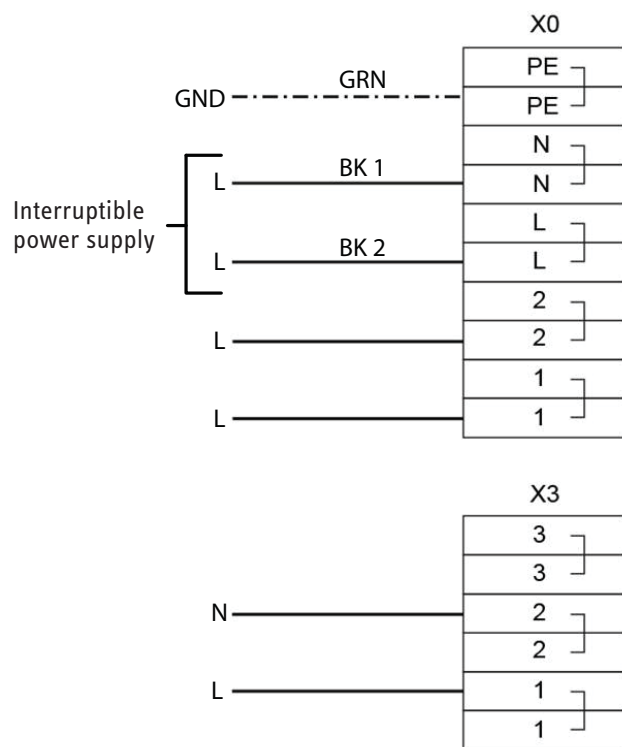 X0
PE
GND GRN PE
N
L BK 1 N
Interruptible
power supply
L
L BK 2 L
2
L 2
1
L 1
X3
3
3
N 2
2
L 1
1